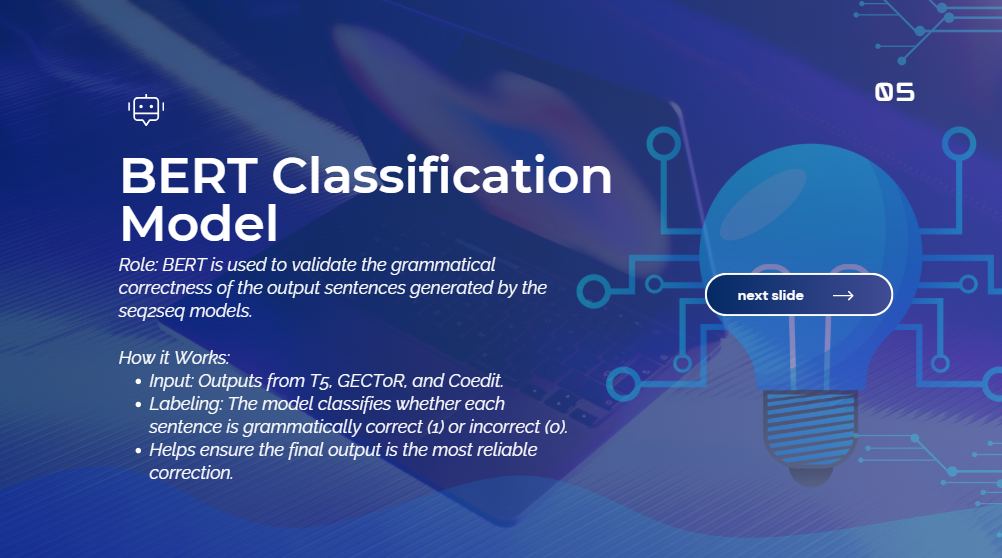 05
BERT Classification
Model
Role: BERT is used to validate the grammatical
correctness of the output sentences generated by the
seq2seq models.
How it Works:
• Input: Outputs from T5, GECToR, and Coedit.
• Labeling: The model classifies whether each
sentence is grammatically correct (1) or incorrect (0).
• Helps ensure the final output is the most reliable
correction.
next slide